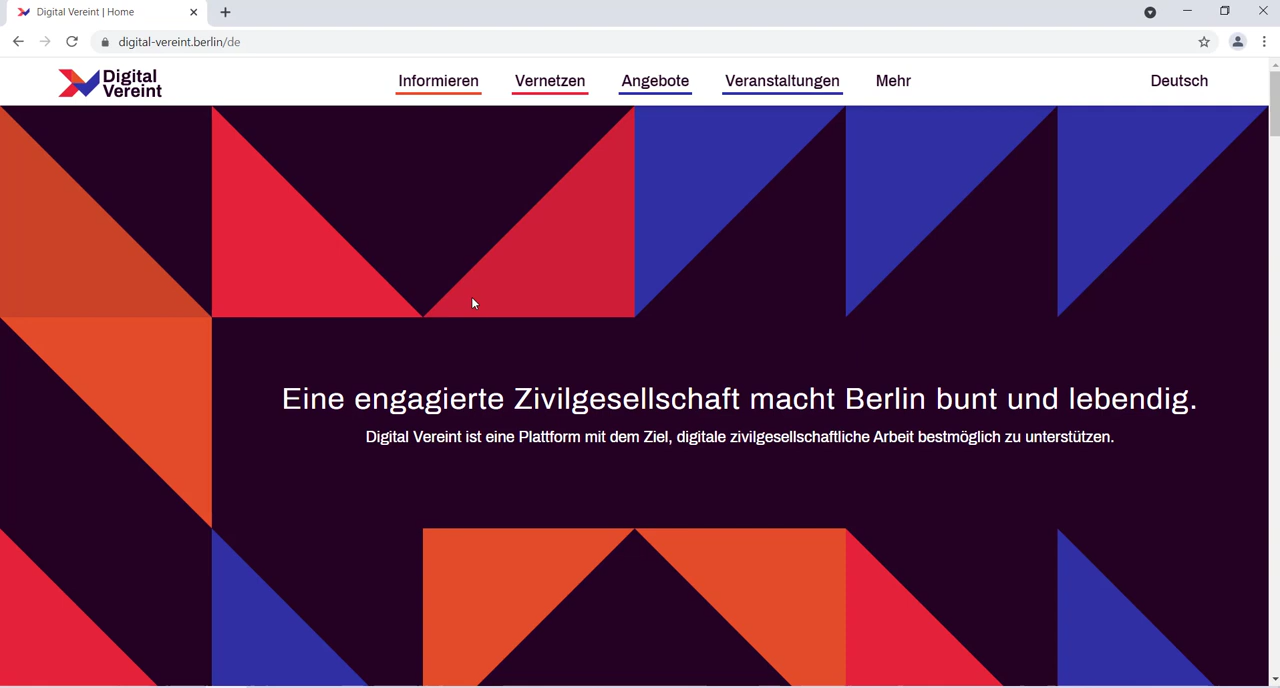 Digital Vereint | Home
digital-vereint.berlin/de
Digital
Vereint
Informieren Vernetzen Angebote Veranstaltungen Mehr Deutsch
Eine engagierte Zivilgesellschaft macht Berlin bunt und lebendig.
Digital Vereint ist eine Plattform mit dem Ziel, digitale zivilgesellschaftliche Arbeit bestmöglich zu unterstützen.